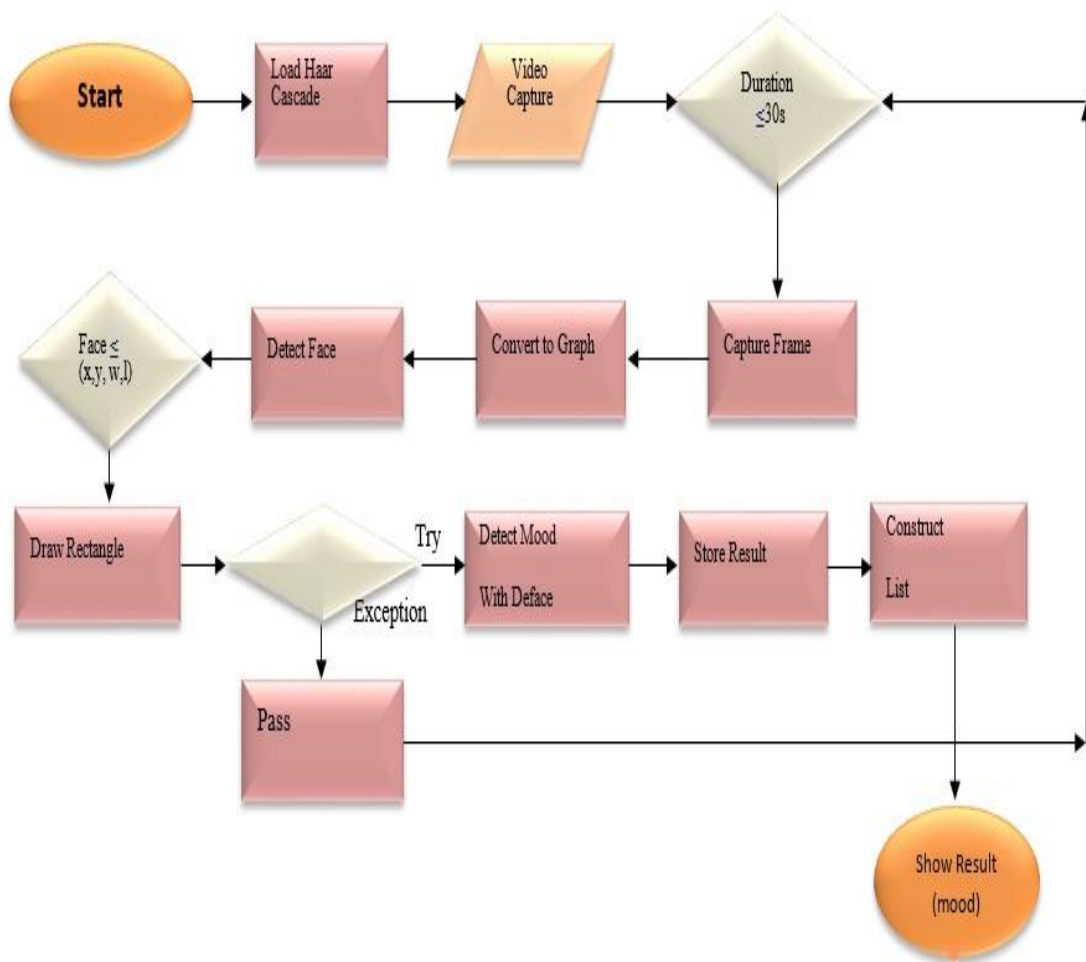 Start
Load Haar
Cascade
Video
Capture
Duration
≤30s
Face ≤
(x,y, w,l)
Detect Face
Convert to Graph
Capture Frame
Draw Rectangle
Try
Exception
Detect Mood
With Deface
Store Result
Construct
List
Pass
Show Result
(mood)